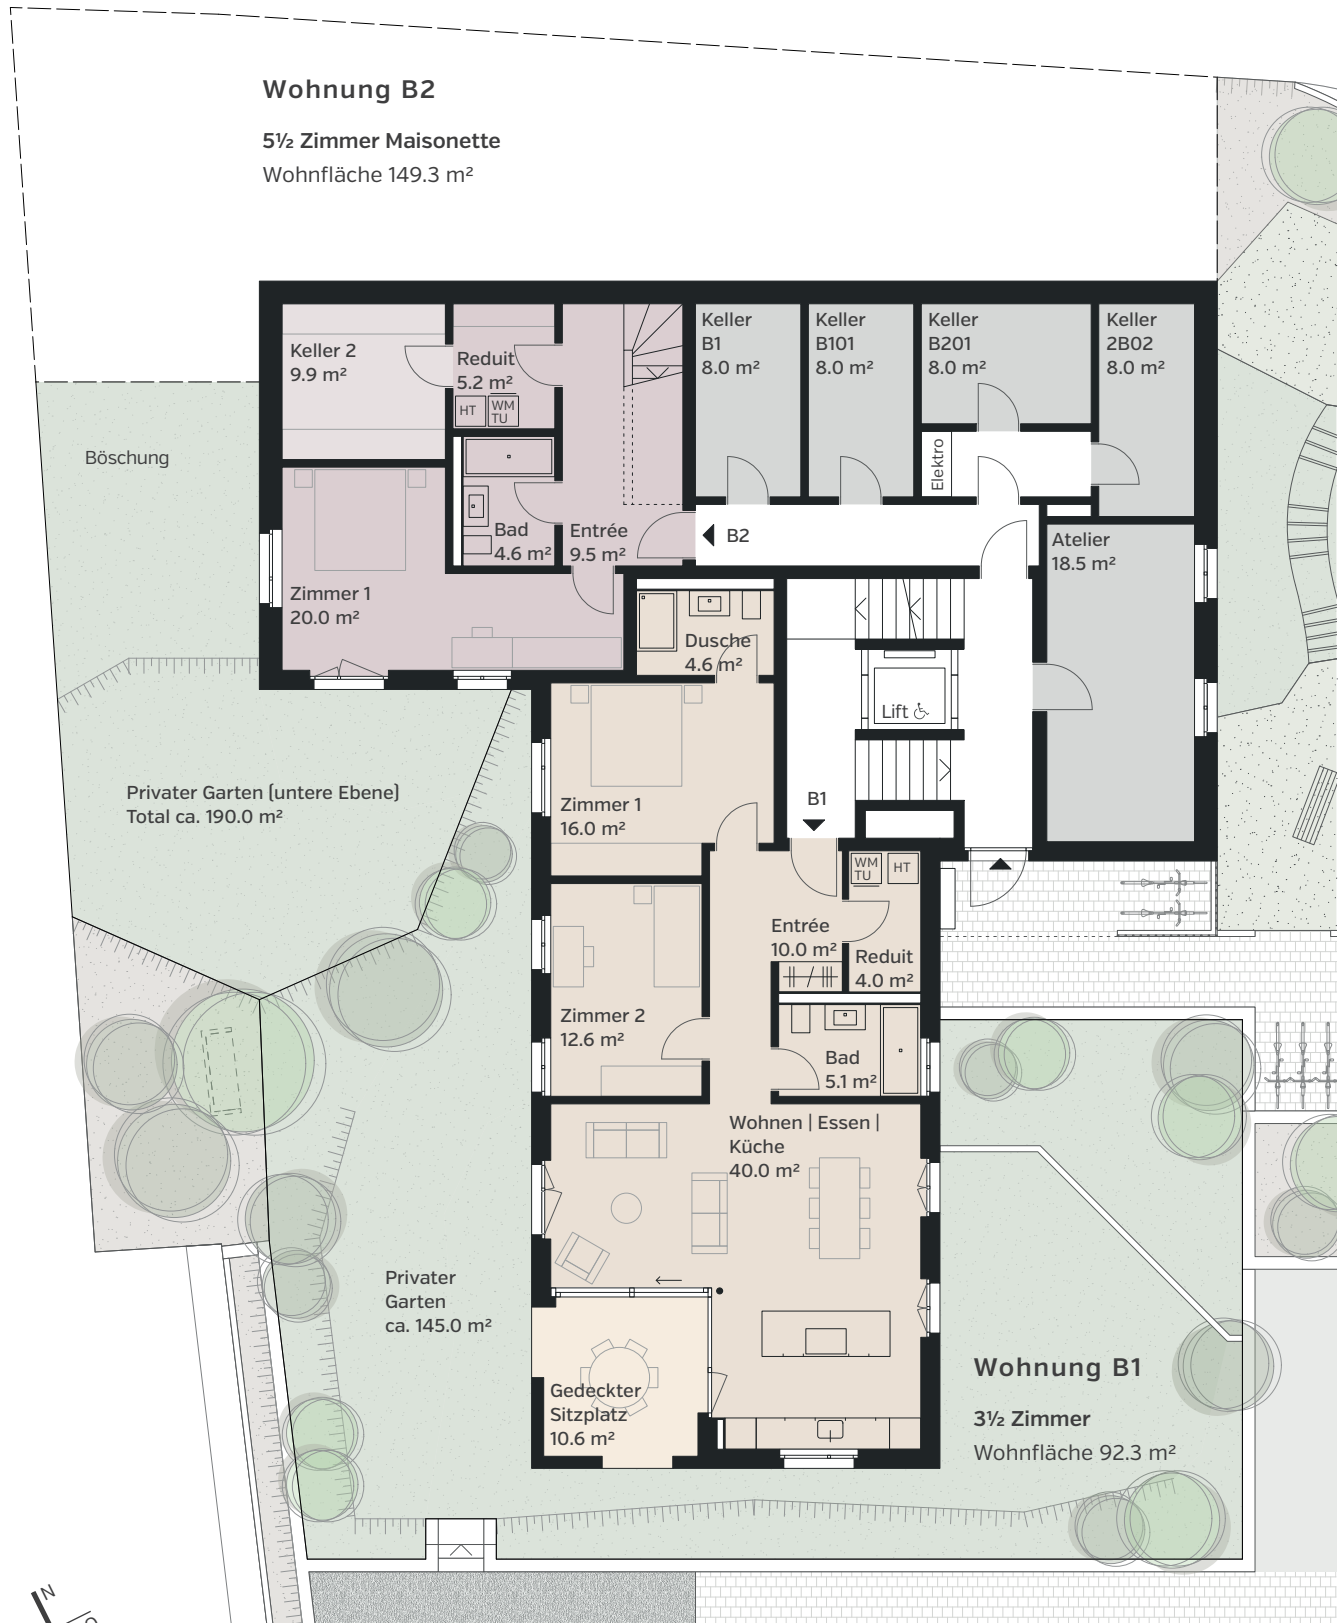 Wohnung B2
5½ Zimmer Maisonette
Wohnfläche 149.3 m²
Keller 2
9.9 m²
Reduit
5.2 m²
HT
WM
TU
Keller
B1
8.0 m²
Keller
B101
8.0 m²
Keller
B201
8.0 m²
Keller
2B02
8.0 m²
Elektro
Böschung
Bad
4.6 m²
Entrée
9.5 m²
B2
Atelier
18.5 m²
Zimmer 1
20.0 m²
Dusche
4.6 m²
Lift
Privater Garten (untere Ebene)
Total ca. 190.0 m²
Zimmer 1
16.0 m²
B1
WM
TU
HT
Entrée
10.0 m²
Reduit
4.0 m²
Zimmer 2
12.6 m²
Bad
5.1 m²
Wohnen | Essen |
Küche
40.0 m²
Privater
Garten
ca. 145.0 m²
Gedeckter
Sitzplatz
10.6 m²
Wohnung B1
3½ Zimmer
Wohnfläche 92.3 m²
N